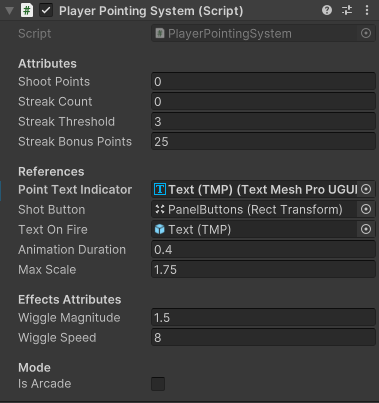 Player Pointing System (Script)
Script PlayerPointingSystem
Attributes
Shoot Points 0
Streak Count 0
Streak Threshold 3
Streak Bonus Points 25
References
Point Text Indicator Text (TMP) (Text Mesh Pro UGUI
Shot Button PanelButtons (Rect Transform)
Text On Fire Text (TMP)
Animation Duration 0.4
Max Scale 1.75
Effects Attributes
Wiggle Magnitude 1.5
Wiggle Speed 8
Mode
Is Arcade